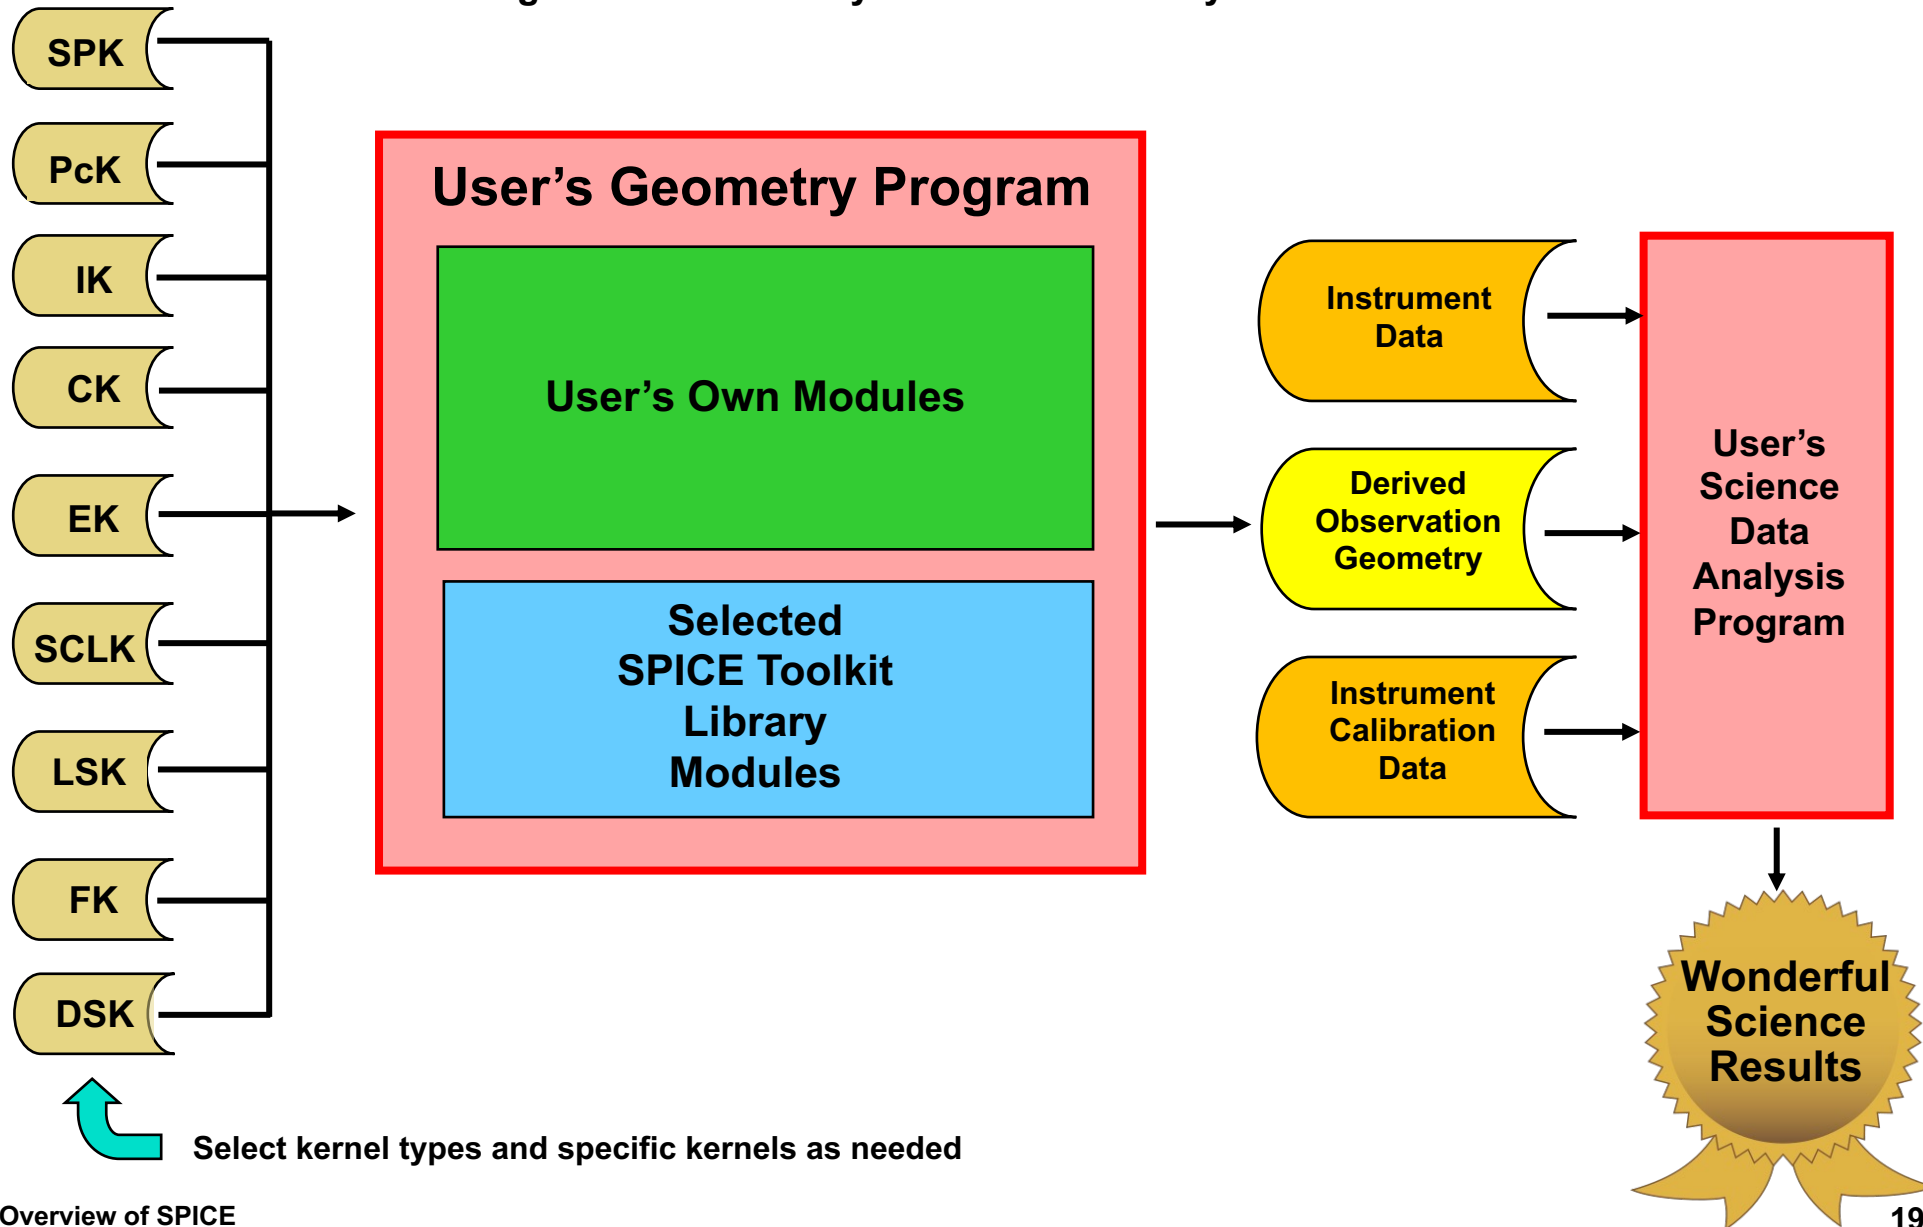 SPK
PcK
IK
CK
EK
SCLK
LSK
FK
DSK
User’s Geometry Program
User’s Own Modules
Selected
SPICE Toolkit
Library
Modules
Instrument
Data
Derived
Observation
Geometry
Instrument
Calibration
Data
User’s
Science
Data
Analysis
Program
Wonderful
Science
Results
Select kernel types and specific kernels as needed
Overview of SPICE
19